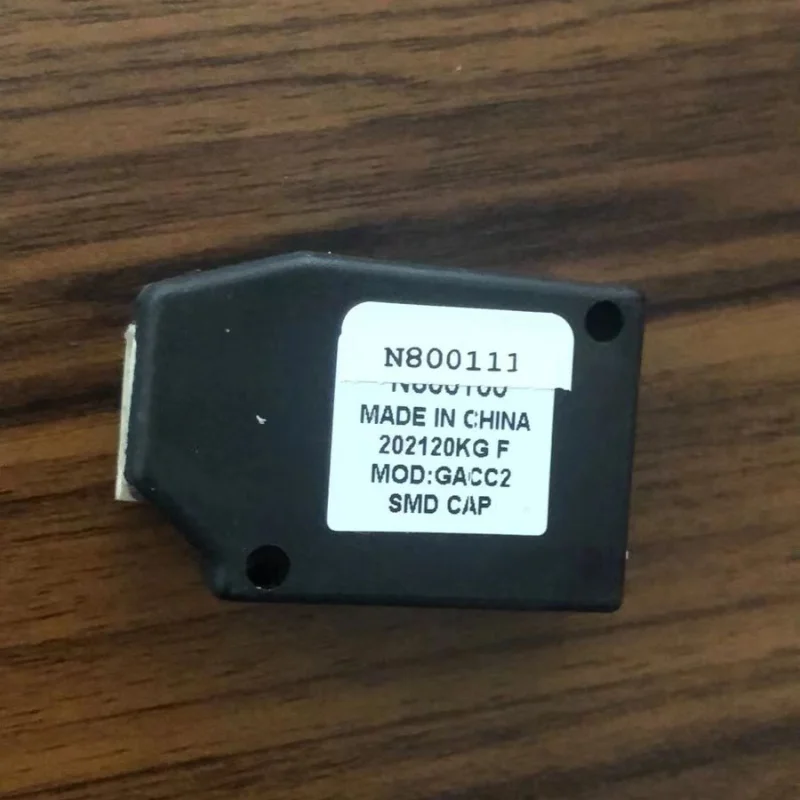 N800111
MADE IN CHINA
202120KG F
MOD:GACC2
SMD CAP